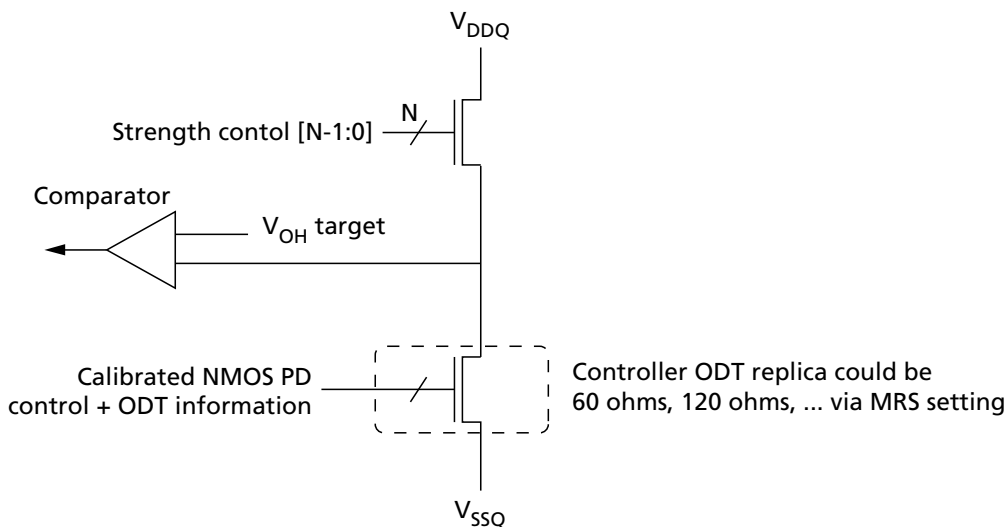 VDDQ
N
Strength contol [N-1:0]
Comparator
VOH target
Calibrated NMOS PD
control + ODT information
Controller ODT replica could be
60 ohms, 120 ohms, ... via MRS setting
VSSQ